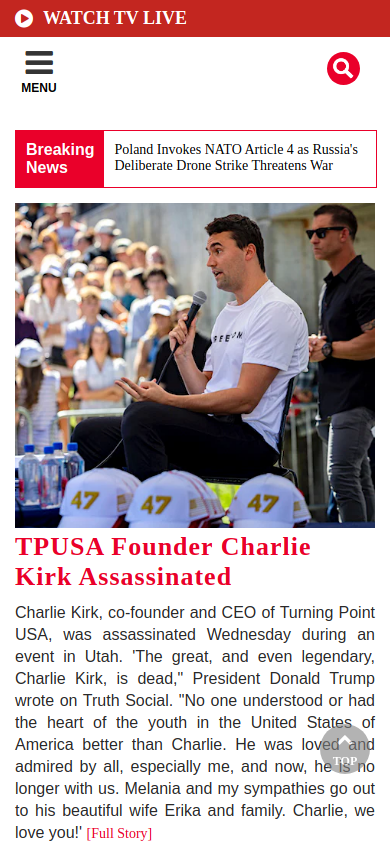 WATCH TV LIVE
MENU
Breaking
News
Poland Invokes NATO Article 4 as Russia's
Deliberate Drone Strike Threatens War
FREEDOM
47
47
47
TPUSA Founder Charlie
Kirk Assassinated
Charlie Kirk, co-founder and CEO of Turning Point
USA, was assassinated Wednesday during an
event in Utah. 'The great, and even legendary,
Charlie Kirk, is dead," President Donald Trump
wrote on Truth Social. "No one understood or had
the heart of the youth in the United States of
America better than Charlie. He was loved and
admired by all, especially me, and now, he is no
longer with us. Melania and my sympathies go out
to his beautiful wife Erika and family. Charlie, we
love you!' [Full Story]
TOP